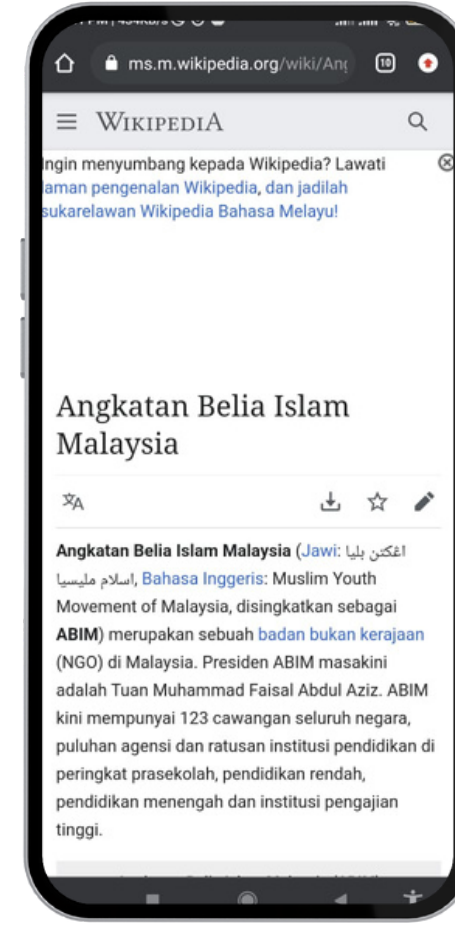 ms.m.wikipedia.org/wiki/Ang
10
WIKIPEDIA
Ingin menyumbang kepada Wikipedia? Lawati
laman pengenalan Wikipedia, dan jadilah
sukarelawan Wikipedia Bahasa Melayu!
Angkatan Belia Islam
Malaysia
Angkatan Belia Islam Malaysia (Jawi: اڠكتن بليا
اسلام مليسيا, Bahasa Inggeris: Muslim Youth
Movement of Malaysia, disingkatkan sebagai
ABIM) merupakan sebuah badan bukan kerajaan
(NGO) di Malaysia. Presiden ABIM masakini
adalah Tuan Muhammad Faisal Abdul Aziz. ABIM
kini mempunyai 123 cawangan seluruh negara,
puluhan agensi dan ratusan institusi pendidikan di
peringkat prasekolah, pendidikan rendah,
pendidikan menengah dan institusi pengajian
tinggi.